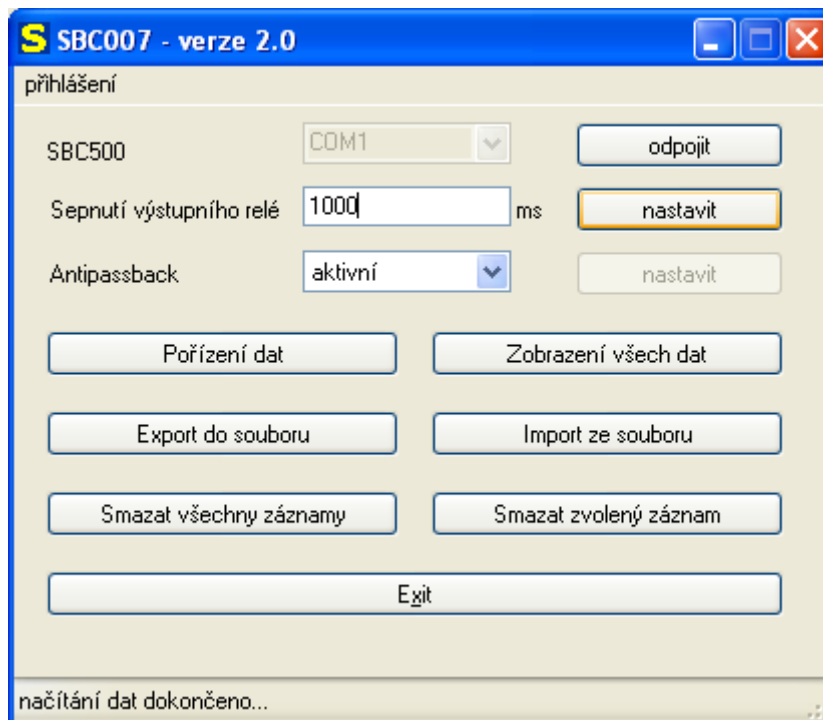 S SBC007 - verze 2.0
přihlášení
SBC500 COM1 odpojit
Sepnutí výstupního relé 1000 ms nastavit
Antipassback aktivní nastavit
Pořízení dat Zobrazení všech dat
Export do souboru Import ze souboru
Smazat všechny záznamy Smazat zvolený záznam
Exit
načítání dat dokončeno...